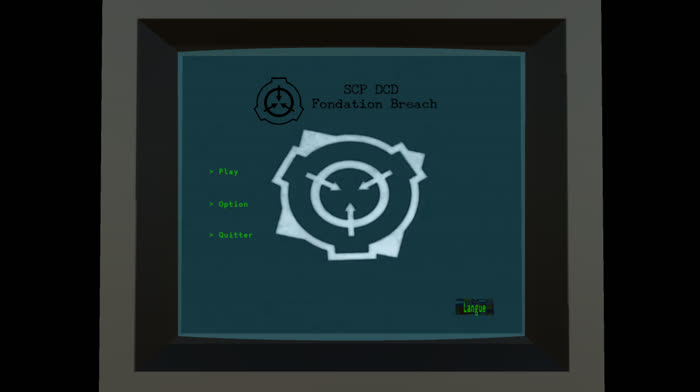 SCP DCD
Fondation Breach
> Play
> Option
> Quitter
Langue